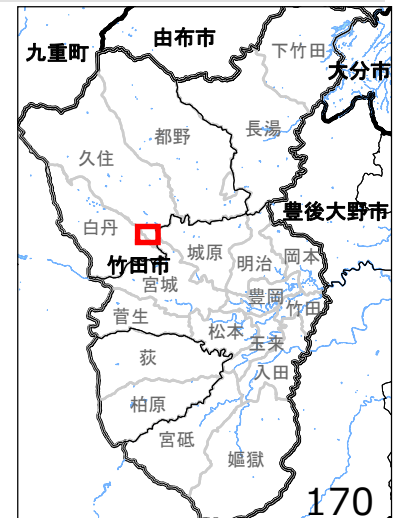 由布市
九重町
下竹田
大分市
都野
長湯
久住
豊後大野市
白丹
城原
岡本
明治
竹田市
宮城
豊岡
竹田
菅生
松本
玉来
荻
入田
柏原
宮砥
嫗獄
170